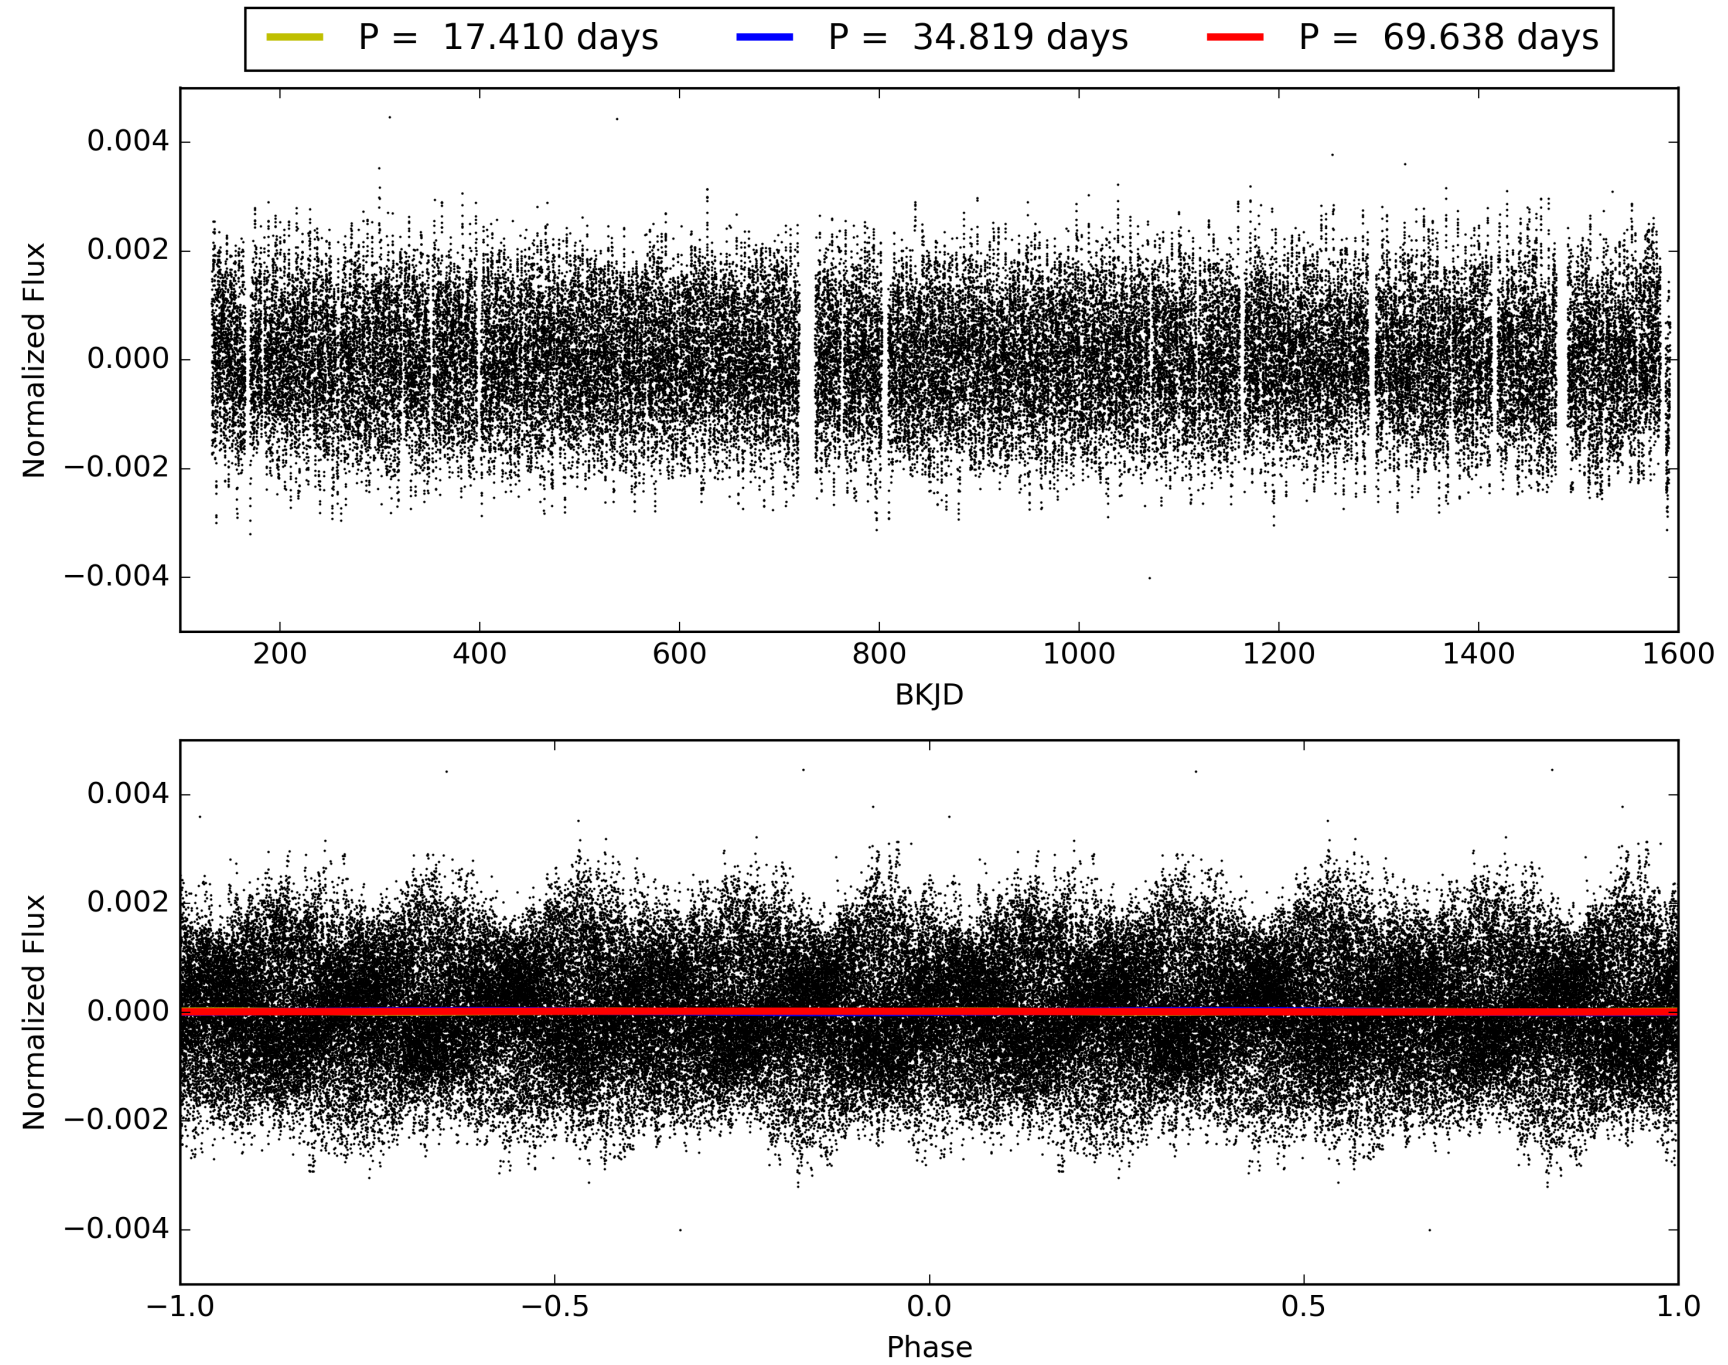 P = 17.410 days P = 34.819 days P = 69.638 days
0.004
0.002
0.000
−0.002
−0.004
Normalized Flux
200 400 600 800 1000 1200 1400 1600
BKJD
0.004
0.002
0.000
−0.002
−0.004
Normalized Flux
−1.0 −0.5 0.0 0.5 1.0
Phase